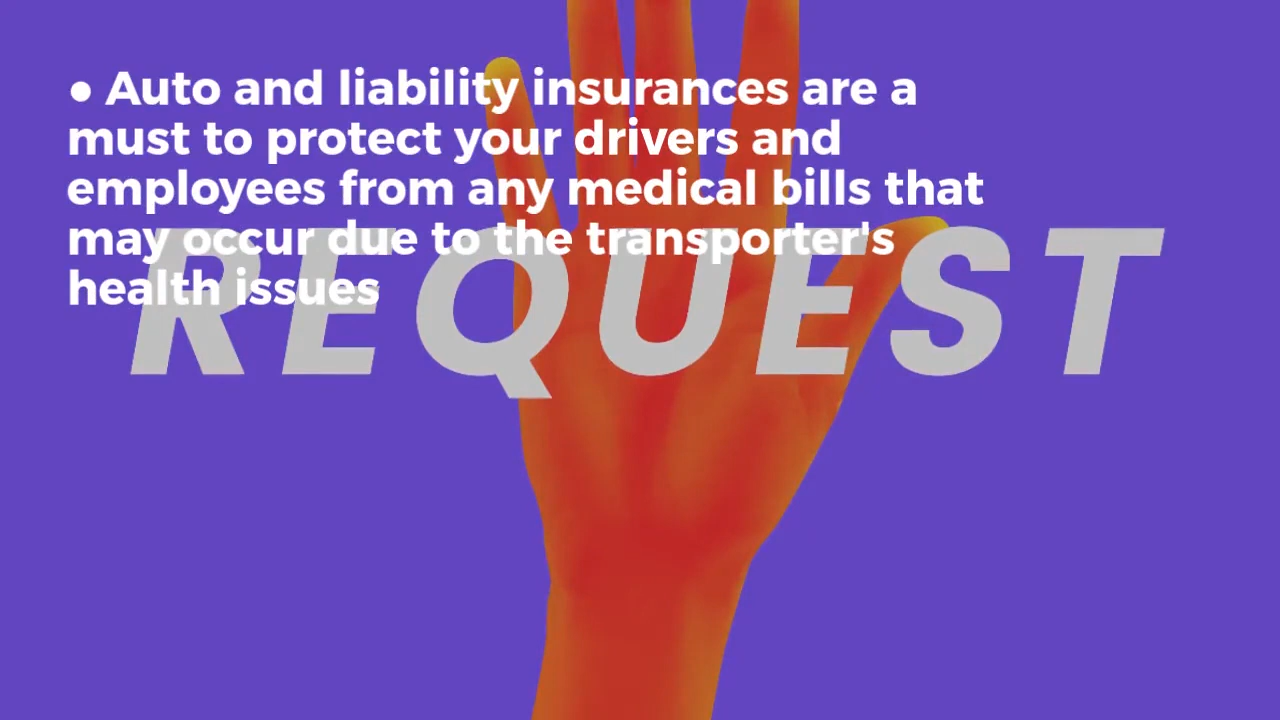 ● Auto and liability insurances are a
must to protect your drivers and
employees from any medical bills that
may occur due to the transporter's
health issues
REQUEST